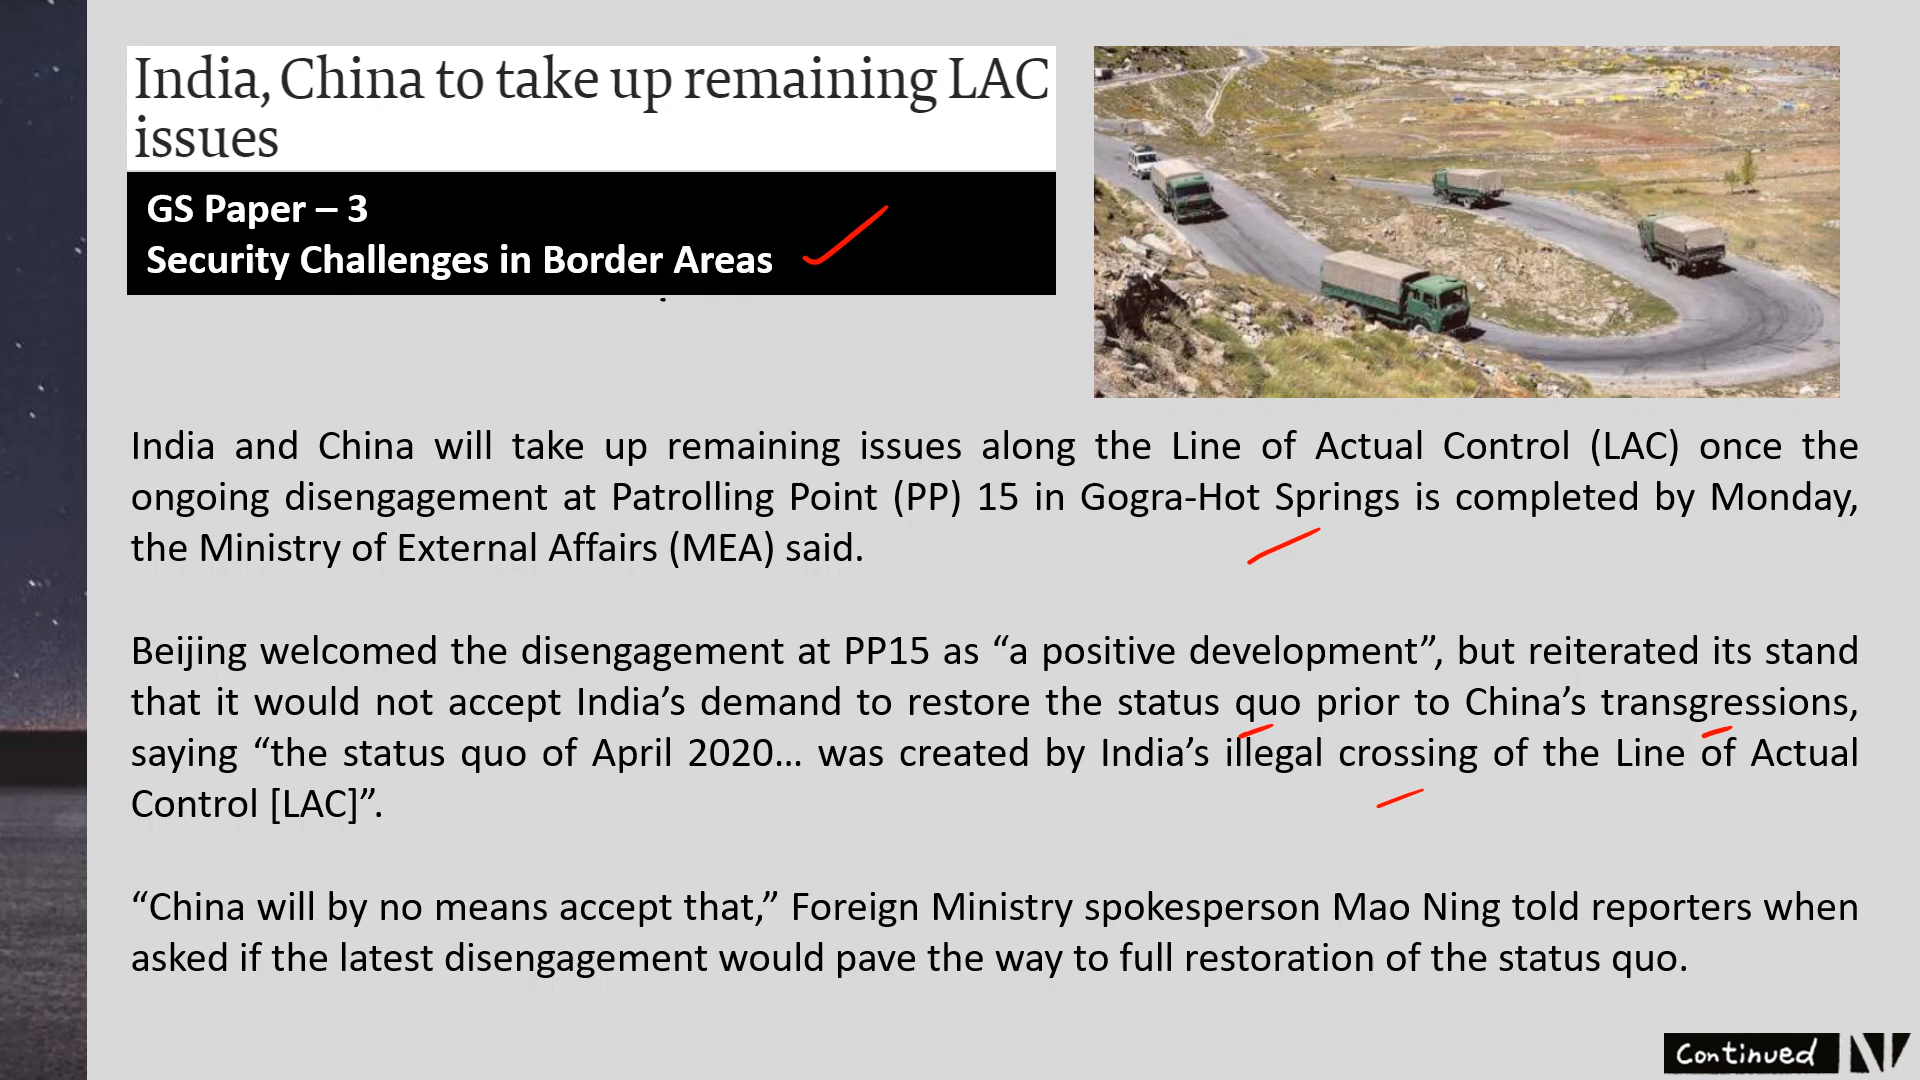 India, China to take up remaining LAC
issues
GS Paper – 3
Security Challenges in Border Areas
India and China will take up remaining issues along the Line of Actual Control (LAC) once the
ongoing disengagement at Patrolling Point (PP) 15 in Gogra-Hot Springs is completed by Monday,
the Ministry of External Affairs (MEA) said.
Beijing welcomed the disengagement at PP15 as “a positive development”, but reiterated its stand
that it would not accept India’s demand to restore the status quo prior to China’s transgressions,
saying “the status quo of April 2020... was created by India’s illegal crossing of the Line of Actual
Control [LAC]”.
“China will by no means accept that,” Foreign Ministry spokesperson Mao Ning told reporters when
asked if the latest disengagement would pave the way to full restoration of the status quo.
Continued